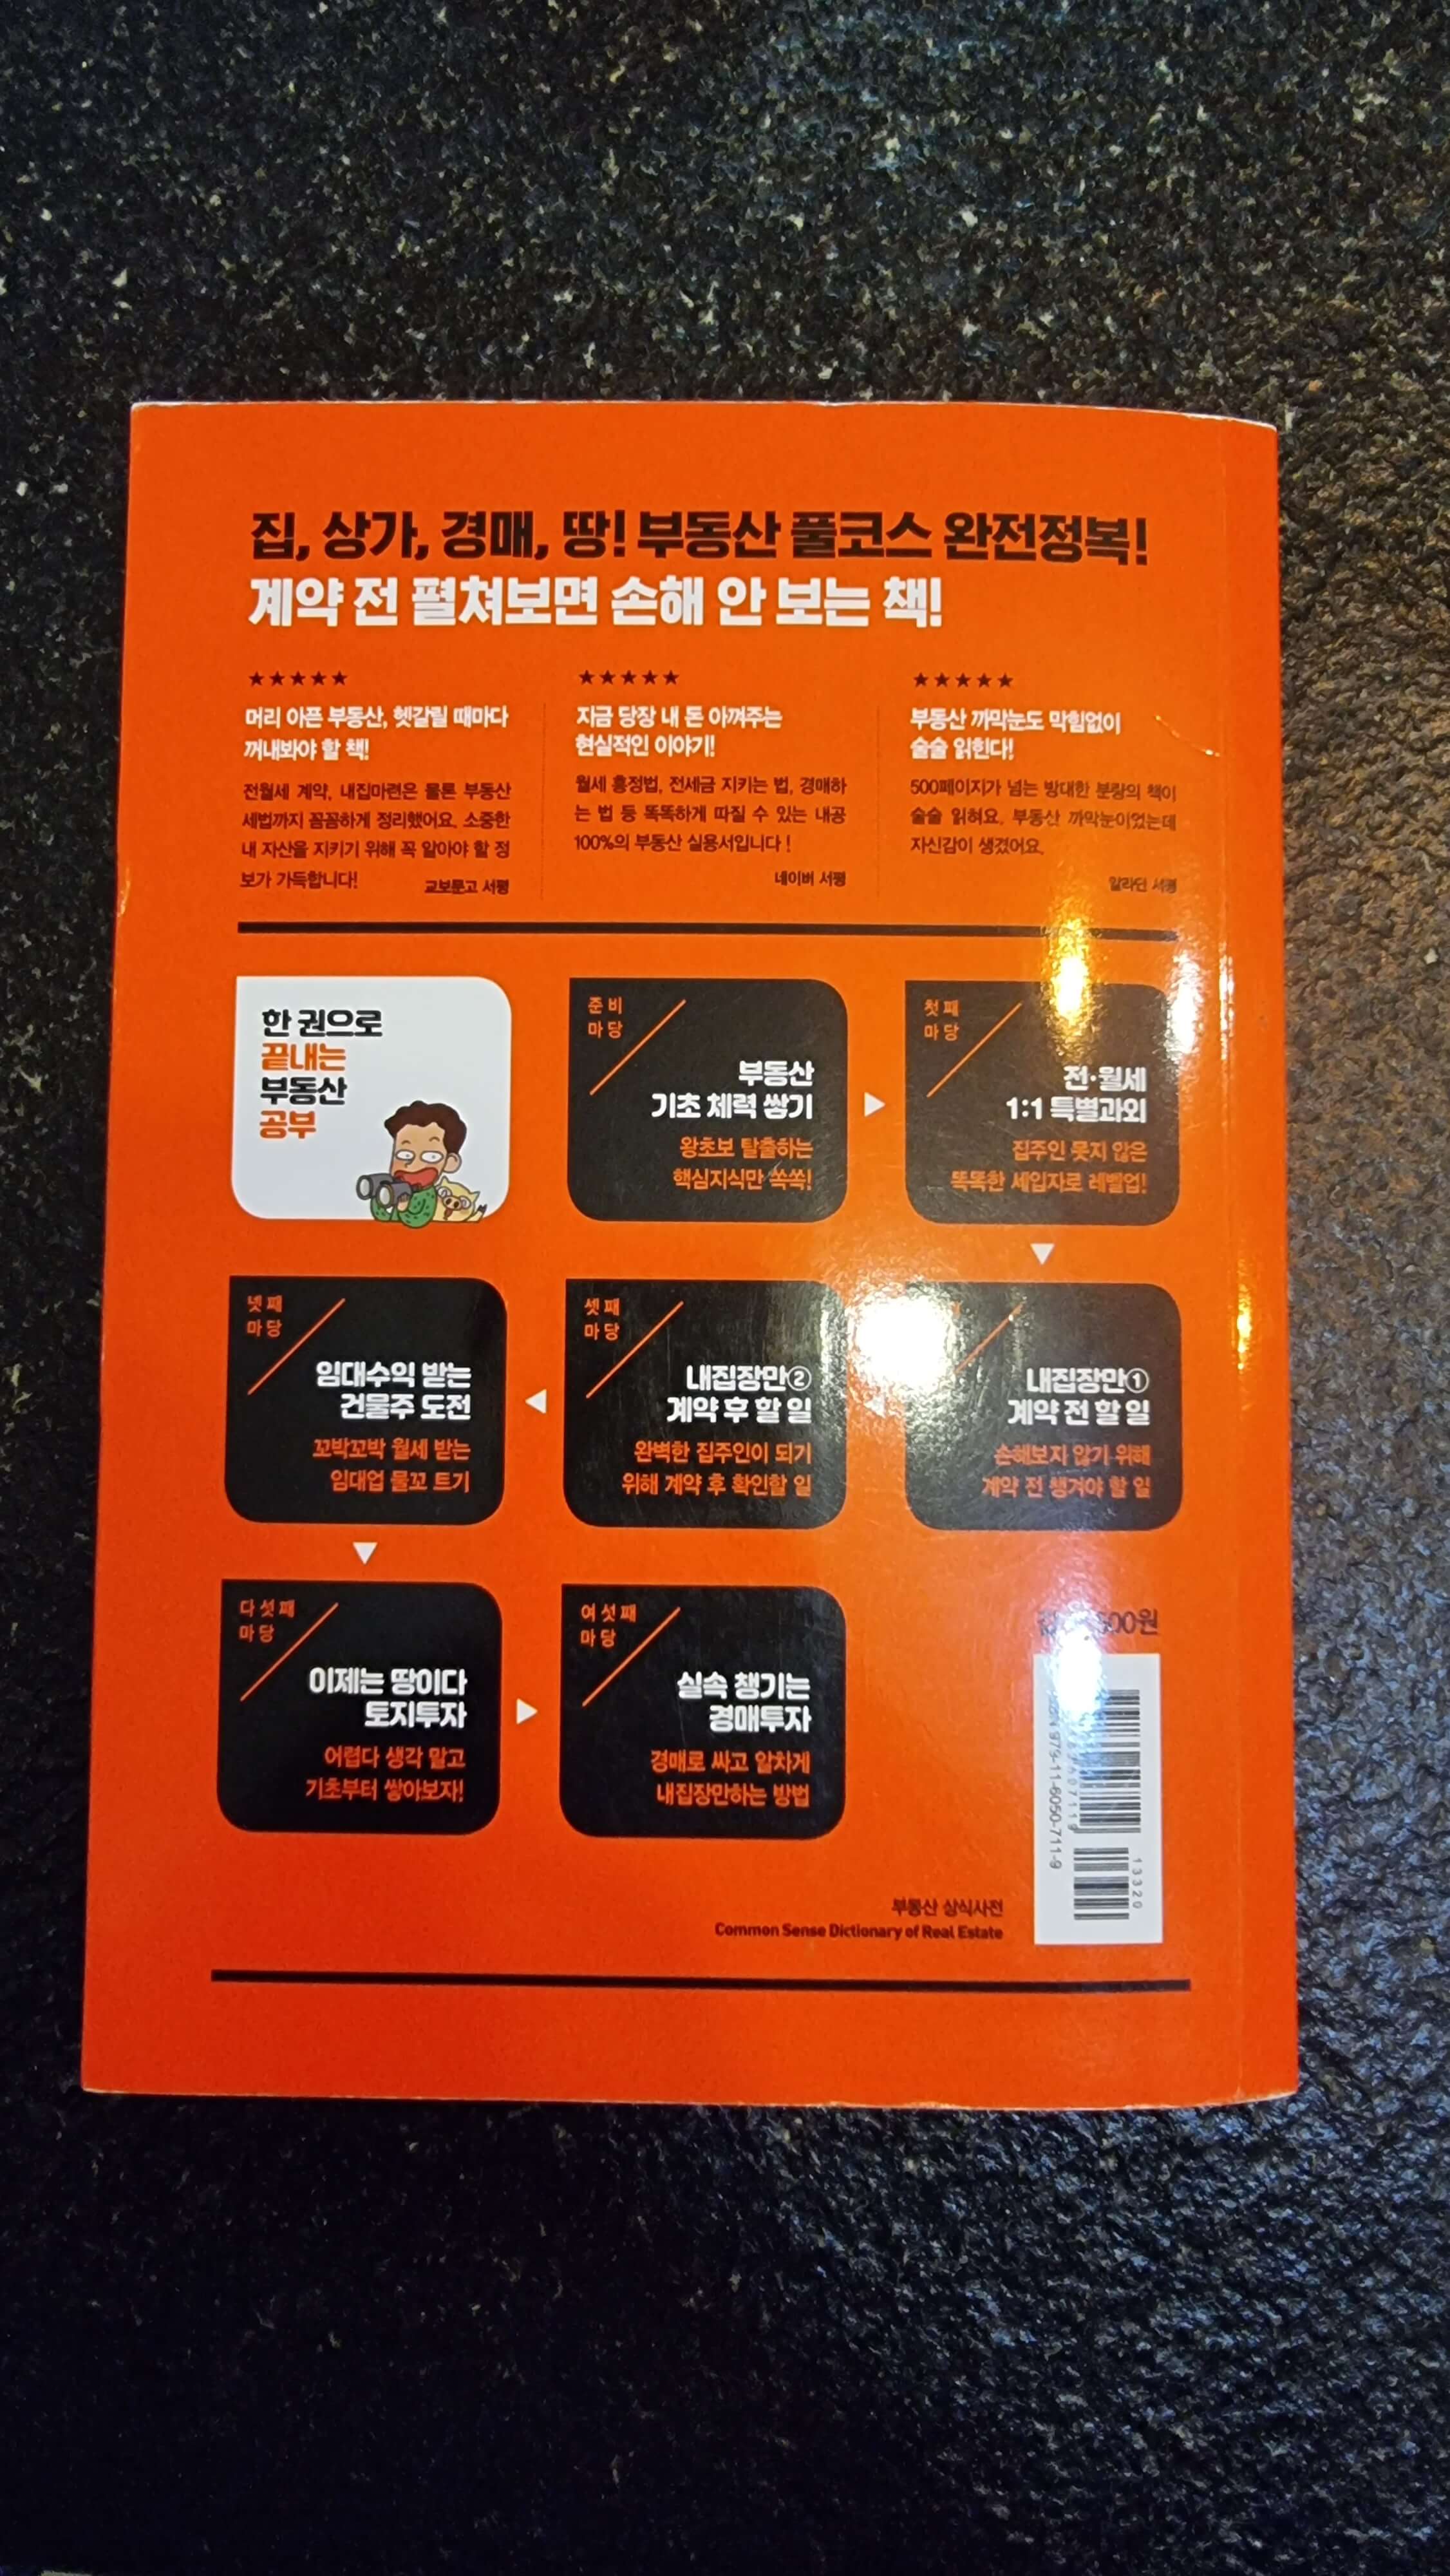 집, 상가, 경매, 땅! 부동산 풀코스 완전정복!
계약 전 펼쳐보면 손해 안 보는 책!
★★★★★
머리 아픈 부동산, 헷갈릴 때마다
꺼내봐야 할 책!
전월세 계약, 내집마련은 물론 부동산
세법까지 꼼꼼하게 정리했어요. 소중한
내 자산을 지키기 위해 꼭 알아야 할 정
보가 가득합니다!
교보문고 서평
★★★★★
지금 당장 내 돈 아껴주는
현실적인 이야기!
월세 흥정법, 전세금 지키는 법, 경매하
는 법 등 똑똑하게 따질 수 있는 내공
100%의 부동산 실용서입니다!
네이버 서평
★★★★★
부동산 까막눈도 막힘없이
술술 읽힌다!
500페이지가 넘는 방대한 분량의 책이
술술 읽혀요. 부동산 까막눈이었는데
자신감이 생겼어요.
알라딘 서평
한 권으로
끝내는
부동산
공부
준비
마당
부동산
기초 체력 쌓기
왕초보 탈출하는
핵심지식만 쏙쏙!
첫째
마당
전·월세
1:1 특별과외
집주인 못지 않은
똑똑한 세입자로 레벨업!
내집장만①
계약 전 할 일
손해보지 않기 위해
계약 전 챙겨야 할 일
셋째
마당
내집장만②
계약 후 할 일
완벽한 집주인이 되기
위해 계약 후 확인할 일
넷째
마당
임대수익 받는
건물주 도전
꼬박꼬박 월세 받는
임대업 물꼬 트기
다섯째
마당
이제는 땅이다
토지투자
어렵다 생각 말고
기초부터 쌓아보자!
여섯째
마당
실속 챙기는
경매투자
경매로 싸고 알차게
내집장만하는 방법
979-11-6050-711-9
13320
부동산 상식사전
Common Sense Dictionary of Real Estate